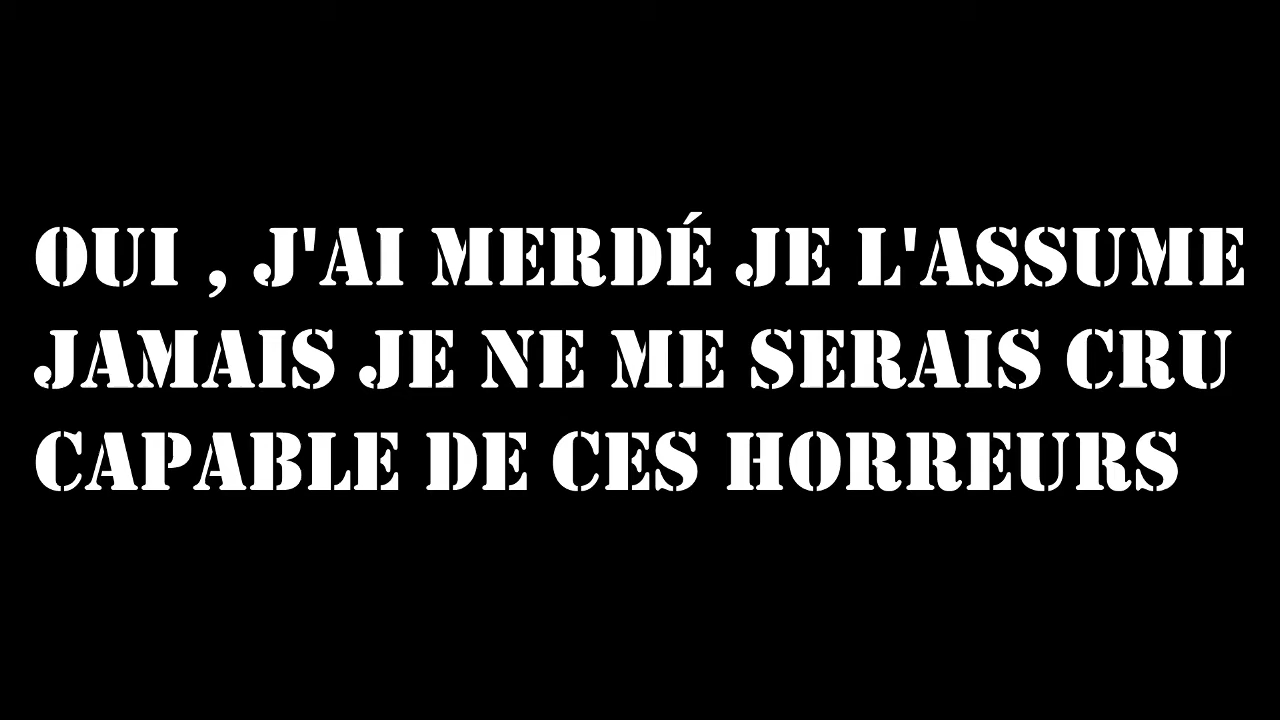 OUI , J'AI MERDÉ JE L'ASSUME
JAMAIS JE NE ME SERAIS CRU
CAPABLE DE CES HORREURS